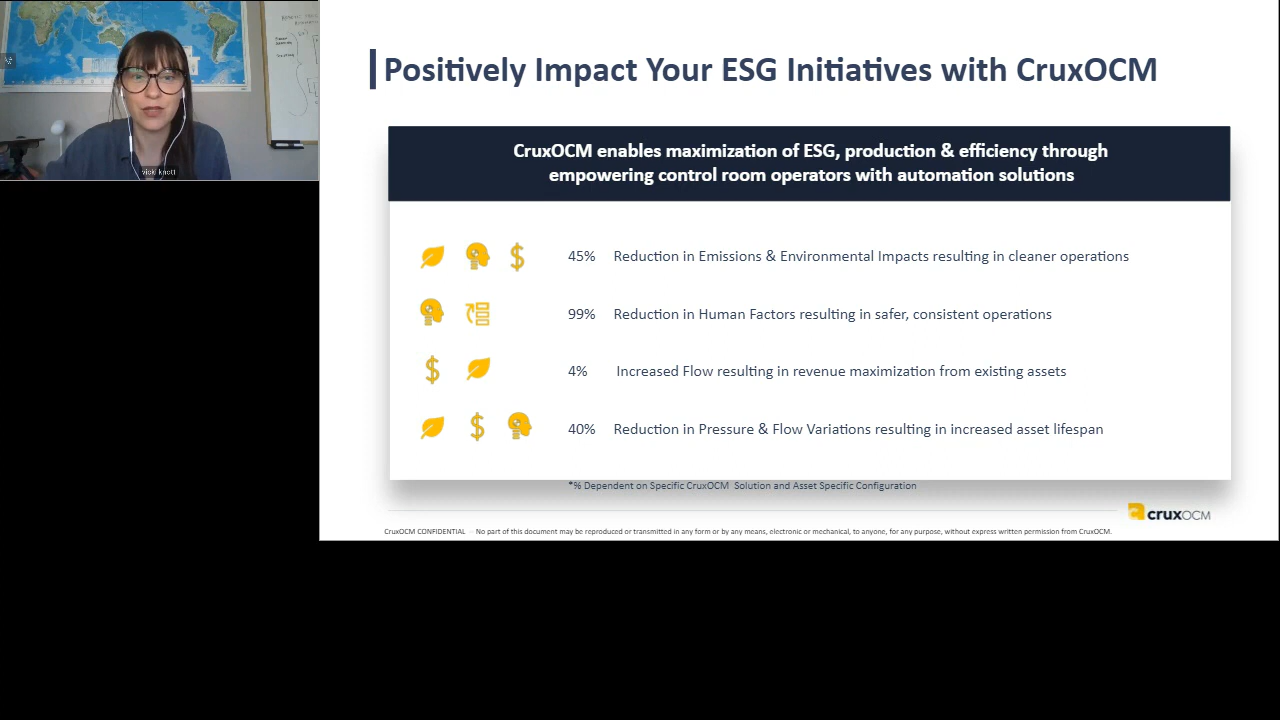 vicki knott
Positively Impact Your ESG Initiatives with CruxOCM
CruxOCM enables maximization of ESG, production & efficiency through
empowering control room operators with automation solutions
45% Reduction in Emissions & Environmental Impacts resulting in cleaner operations
99% Reduction in Human Factors resulting in safer, consistent operations
4% Increased Flow resulting in revenue maximization from existing assets
40% Reduction in Pressure & Flow Variations resulting in increased asset lifespan
*% Dependent on Specific CruxOCM Solution and Asset Specific Configuration
cruxOCM
CruxOCM CONFIDENTIAL – No part of this document may be reproduced or transmitted in any form or by any means, electronic or mechanical, to anyone, for any purpose, without express written permission from CruxOCM.